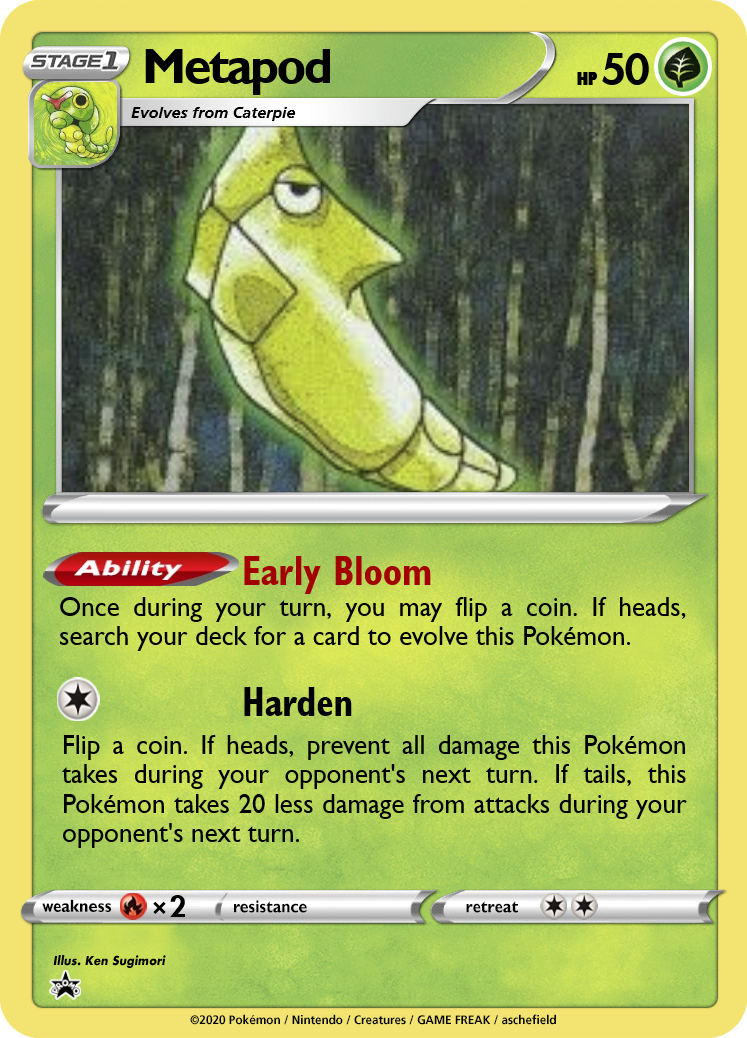 STAGE1
Metapod
HP 50
Evolves from Caterpie
Ability Early Bloom
Once during your turn, you may flip a coin. If heads,
search your deck for a card to evolve this Pokémon.
Harden
Flip a coin. If heads, prevent all damage this Pokémon
takes during your opponent's next turn. If tails, this
Pokémon takes 20 less damage from attacks during your
opponent's next turn.
weakness ×2 resistance retreat
Illus. Ken Sugimori
PROMO
©2020 Pokémon / Nintendo / Creatures / GAME FREAK / aschefield